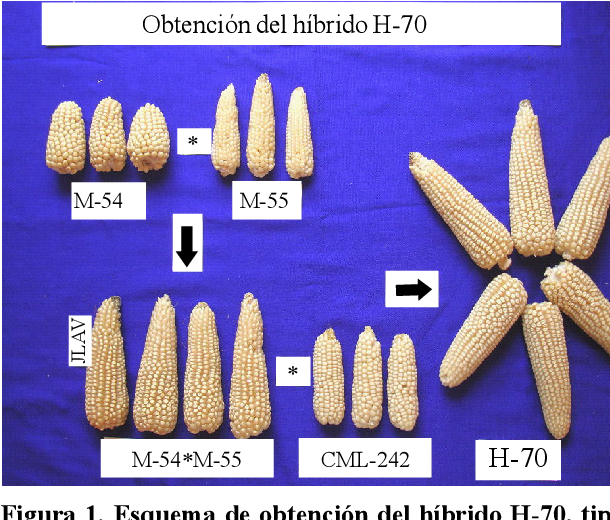 Obtención del híbrido H-70
*
M-54
M-55
JLAV
*
M-54*M-55
CML-242
H-70
Figura 1. Esquema de obtención del híbrido H-70, tip